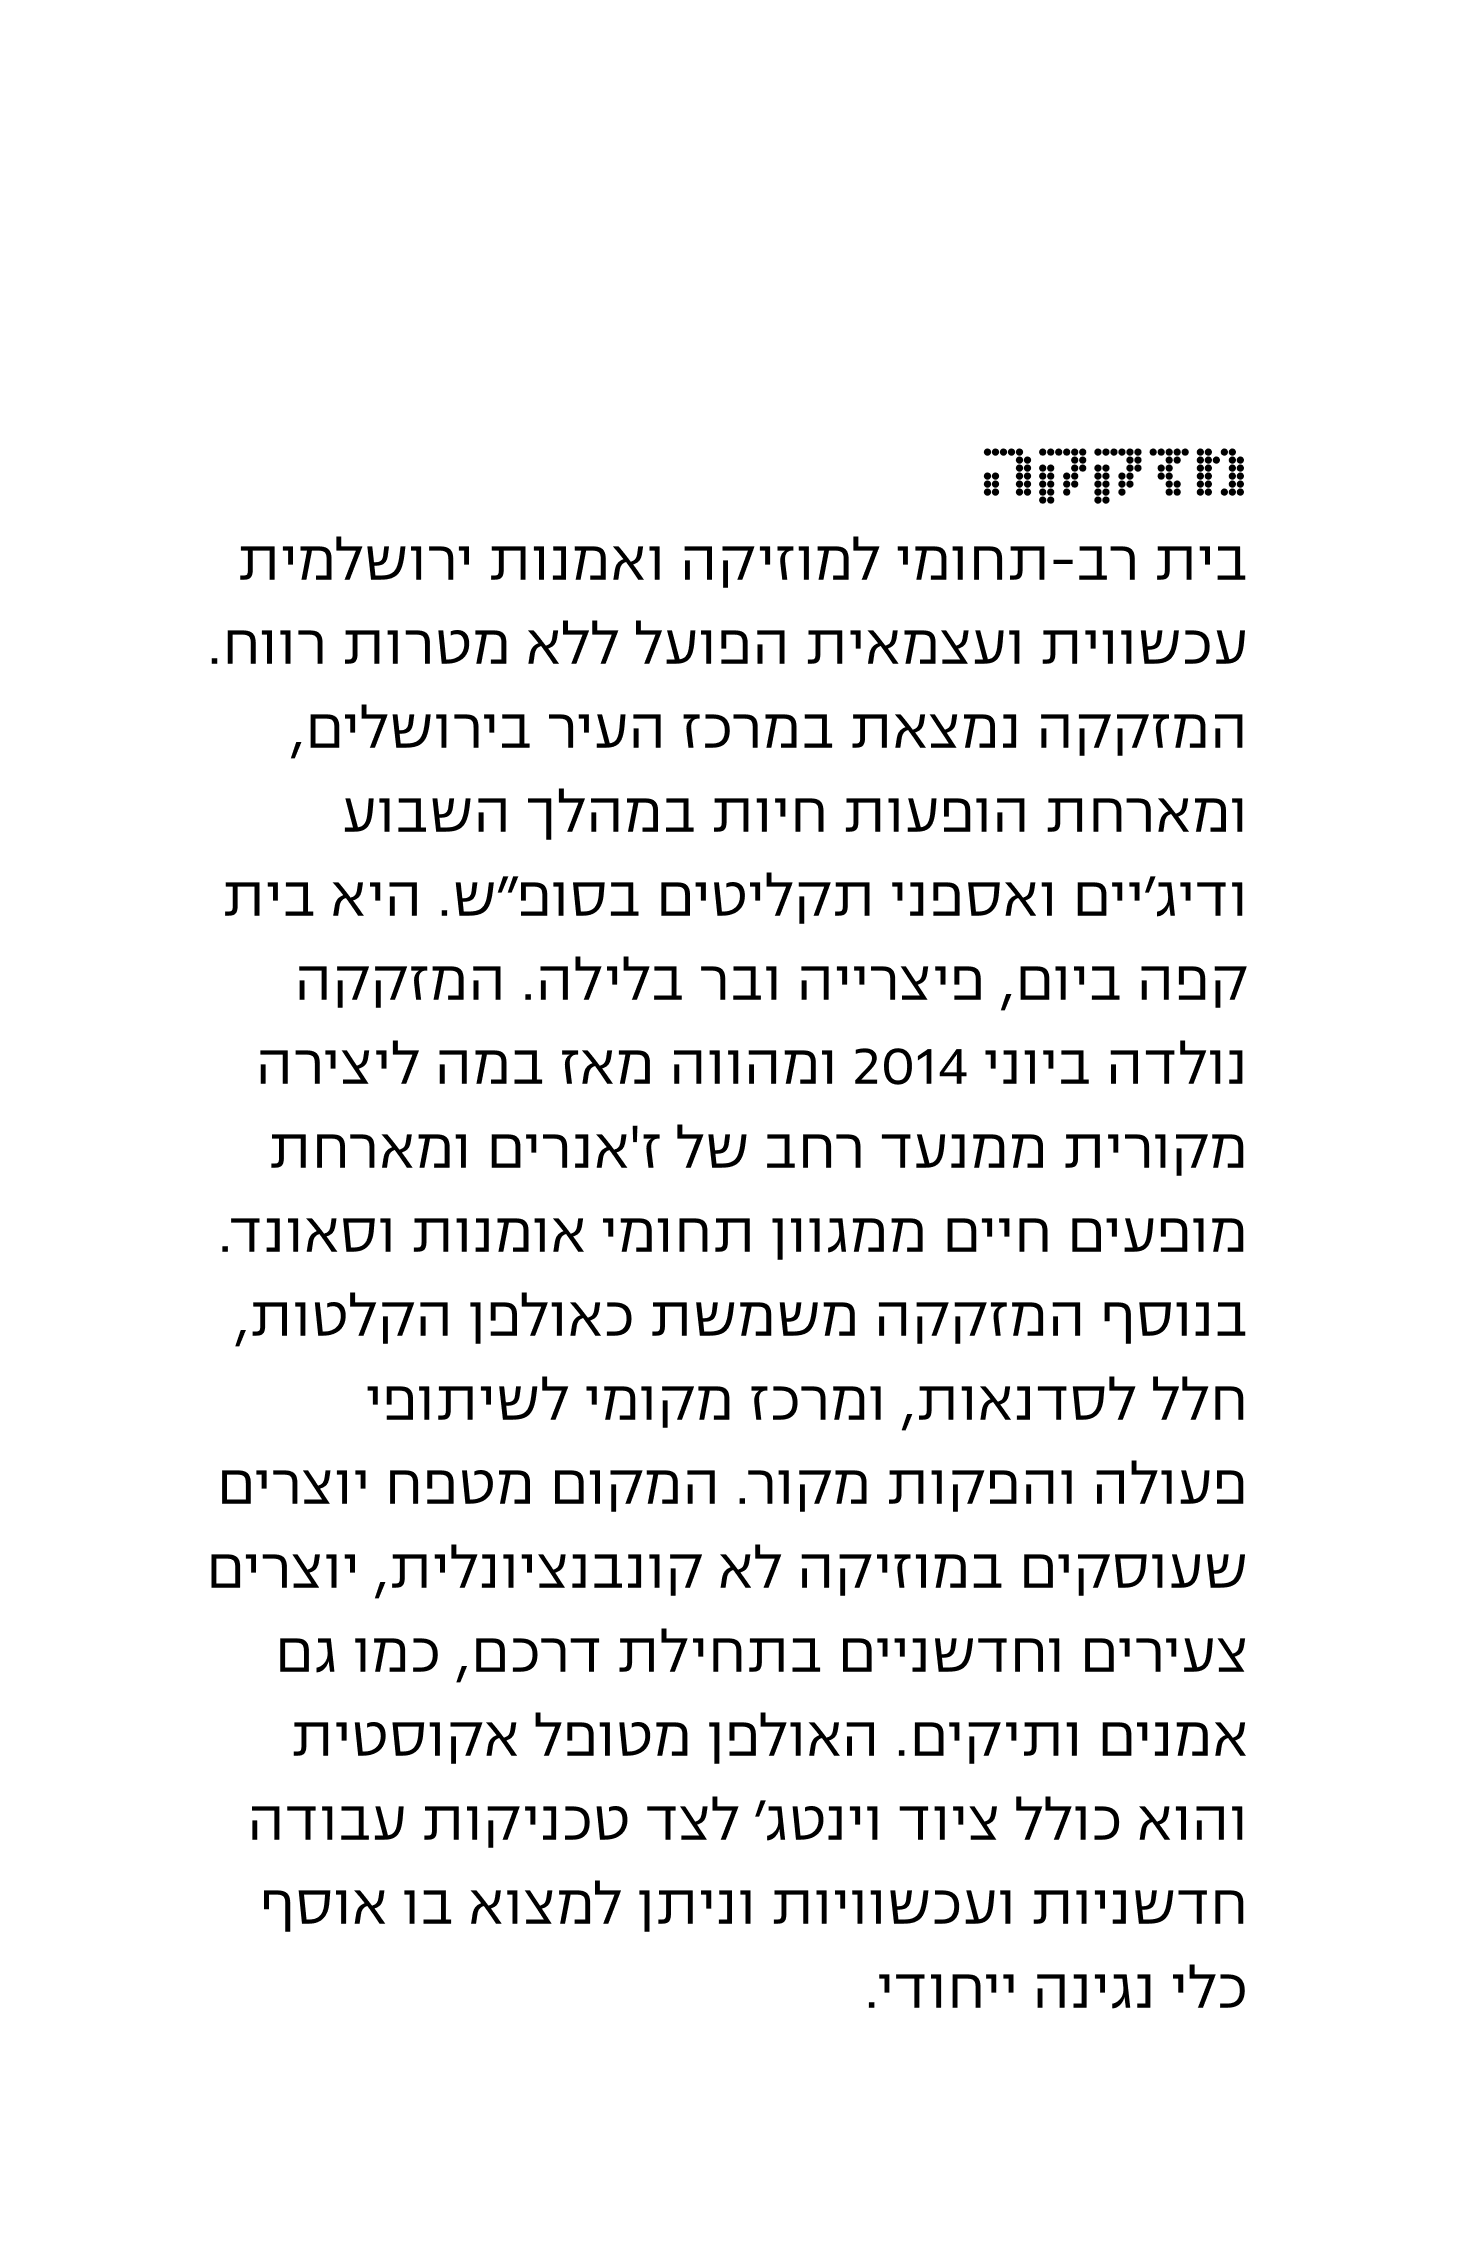 מזקקה
בית רב-תחומי למוזיקה ואמנות ירושלמית
עכשווית ועצמאית הפועל ללא מטרות רווח.
המזקקה נמצאת במרכז העיר בירושלים,
ומארחת הופעות חיות במהלך השבוע
ודיג׳יים ואספני תקליטים בסופ״ש. היא בית
קפה ביום, פיצרייה ובר בלילה. המזקקה
נולדה ביוני 2014 ומהווה מאז במה ליצירה
מקורית ממנעד רחב של ז'אנרים ומארחת
מופעים חיים ממגוון תחומי אומנות וסאונד.
בנוסף המזקקה משמשת כאולפן הקלטות,
חלל לסדנאות, ומרכז מקומי לשיתופי
פעולה והפקות מקור. המקום מטפח יוצרים
שעוסקים במוזיקה לא קונבנציונלית, יוצרים
צעירים וחדשניים בתחילת דרכם, כמו גם
אמנים ותיקים. האולפן מטופל אקוסטית
והוא כולל ציוד וינטג׳ לצד טכניקות עבודה
חדשניות ועכשוויות וניתן למצוא בו אוסף
כלי נגינה ייחודי.